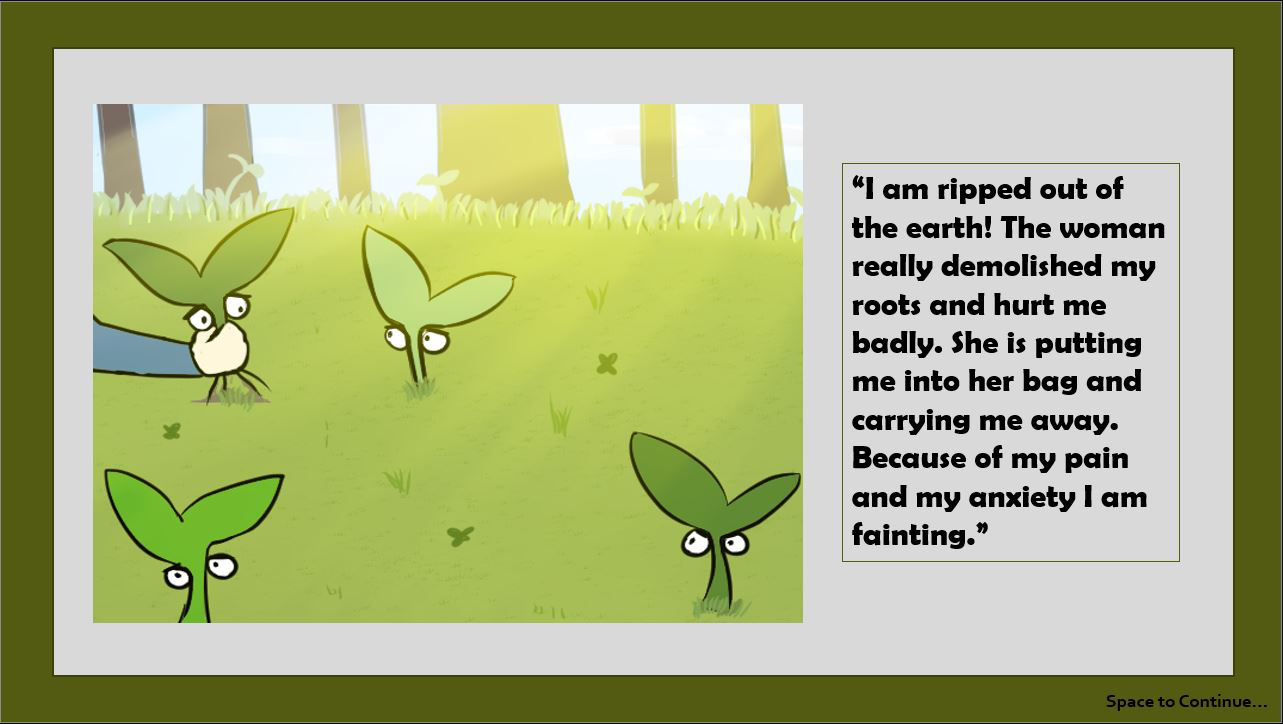 “I am ripped out of
the earth! The woman
really demolished my
roots and hurt me
badly. She is putting
me into her bag and
carrying me away.
Because of my pain
and my anxiety I am
fainting.”
Space to Continue...